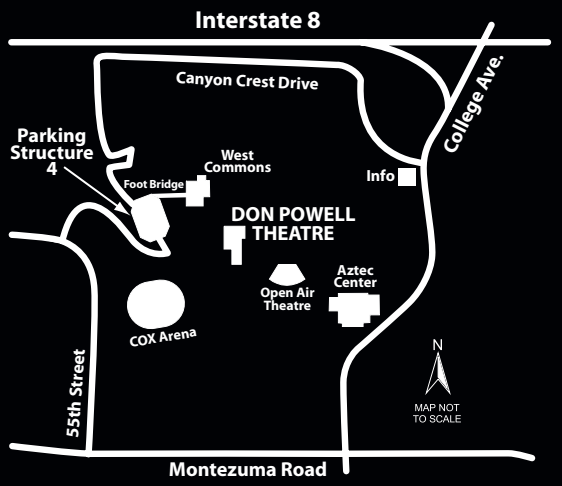 Interstate 8
Canyon Crest Drive
College Ave.
Parking
Structure
4
West
Commons
Foot Bridge
Info
DON POWELL
THEATRE
Aztec
Center
Open Air
Theatre
COX Arena
N
MAP NOT
TO SCALE
55th Street
Montezuma Road